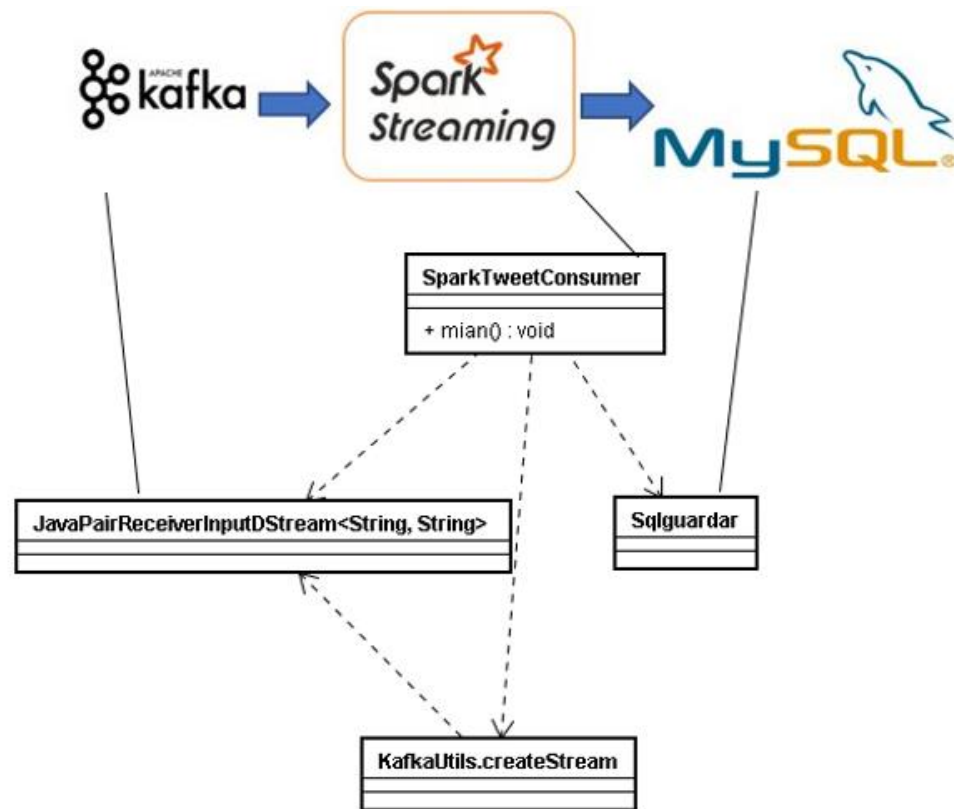 APACHE
kafka
Spark
Streaming
MySQL®
SparkTweetConsumer
+ mian() : void
JavaPairReceiverInputDStream<String, String>
Sqlguardar
KafkaUtils.createStream